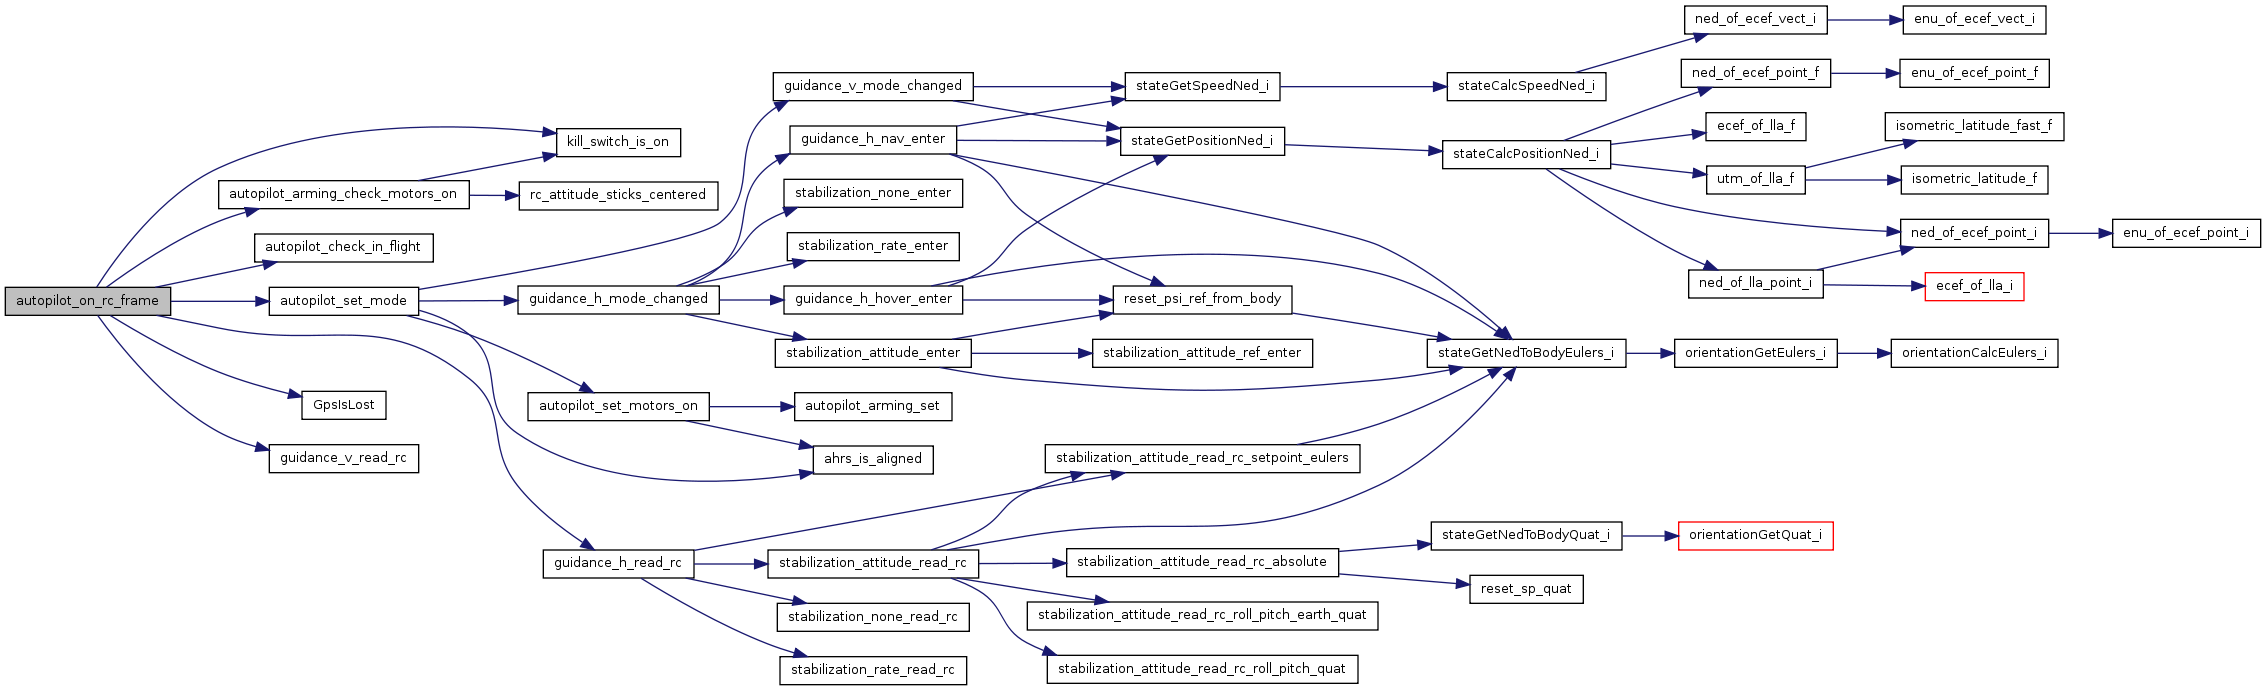 autopilot_on_rc_frame
kill_switch_is_on
autopilot_arming_check_motors_on
rc_attitude_sticks_centered
autopilot_check_in_flight
autopilot_set_mode
GpsIsLost
guidance_v_read_rc
guidance_h_mode_changed
autopilot_set_motors_on
guidance_h_read_rc
guidance_v_mode_changed
guidance_h_nav_enter
stabilization_none_enter
stabilization_rate_enter
guidance_h_hover_enter
stabilization_attitude_enter
autopilot_arming_set
ahrs_is_aligned
stabilization_attitude_read_rc
stabilization_none_read_rc
stabilization_rate_read_rc
stateGetSpeedNed_i
stateGetPositionNed_i
reset_psi_ref_from_body
stabilization_attitude_ref_enter
stabilization_attitude_read_rc_setpoint_eulers
stabilization_attitude_read_rc_absolute
stabilization_attitude_read_rc_roll_pitch_earth_quat
stabilization_attitude_read_rc_roll_pitch_quat
stateCalcSpeedNed_i
stateCalcPositionNed_i
stateGetNedToBodyEulers_i
stateGetNedToBodyQuat_i
reset_sp_quat
ned_of_ecef_vect_i
ned_of_ecef_point_f
ecef_of_lla_f
utm_of_lla_f
ned_of_lla_point_i
orientationGetEulers_i
orientationGetQuat_i
enu_of_ecef_vect_i
enu_of_ecef_point_f
isometric_latitude_fast_f
isometric_latitude_f
ned_of_ecef_point_i
ecef_of_lla_i
orientationCalcEulers_i
enu_of_ecef_point_i